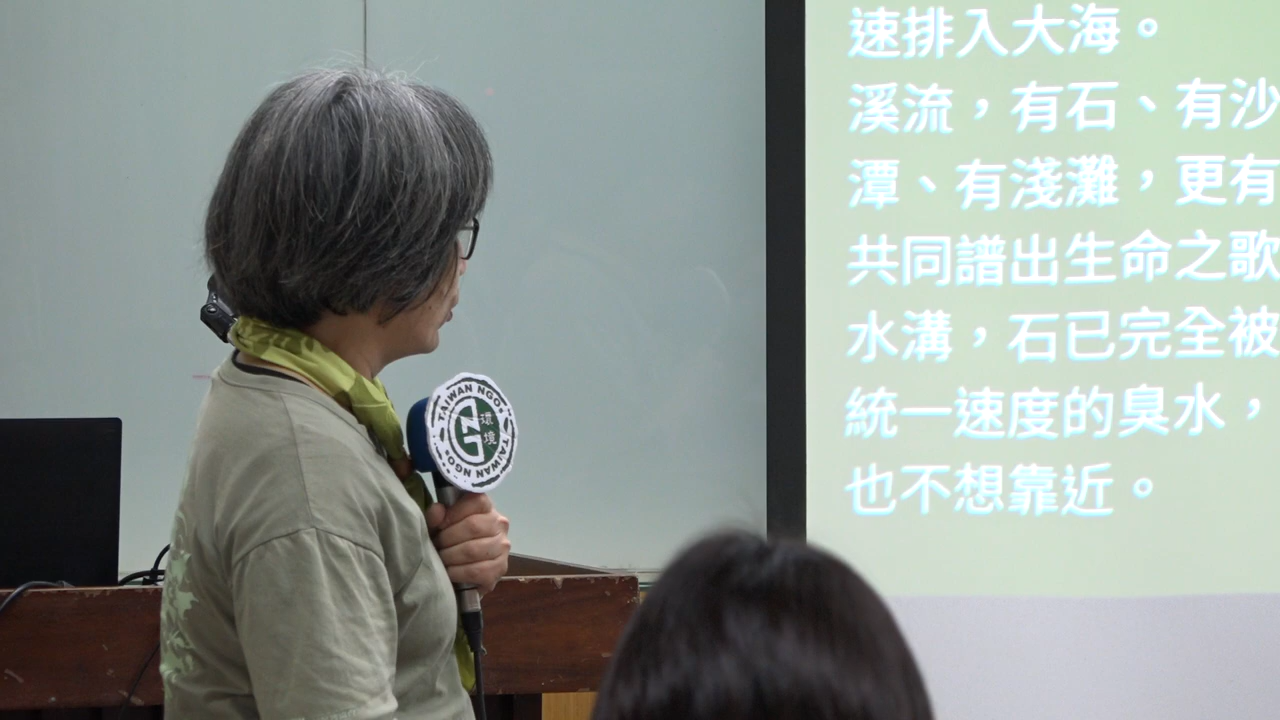 TAIWAN NGOs
環境
TAIWAN NGOs
速排入大海。
溪流，有石、有沙
潭、有淺灘，更有
共同譜出生命之歌
水溝，石已完全被
統一速度的臭水，
也不想靠近。